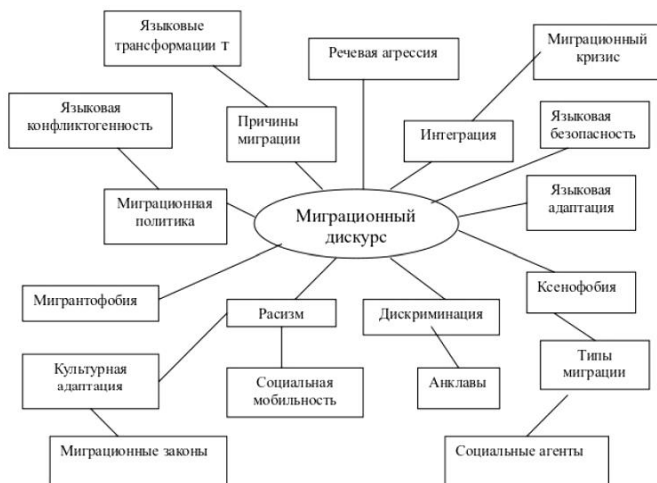 Языковые
трансформации т
Речевая агрессия
Миграционный
кризис
Языковая
конфликтогенность
Причины
миграции
Интеграция
Языковая
безопасность
Миграционная
политика
Миграционный
дискурс
Языковая
адаптация
Мигрантофобия
Расизм
Дискриминация
Ксенофобия
Культурная
адаптация
Социальная
мобильность
Анклавы
Типы
миграции
Миграционные законы
Социальные агенты